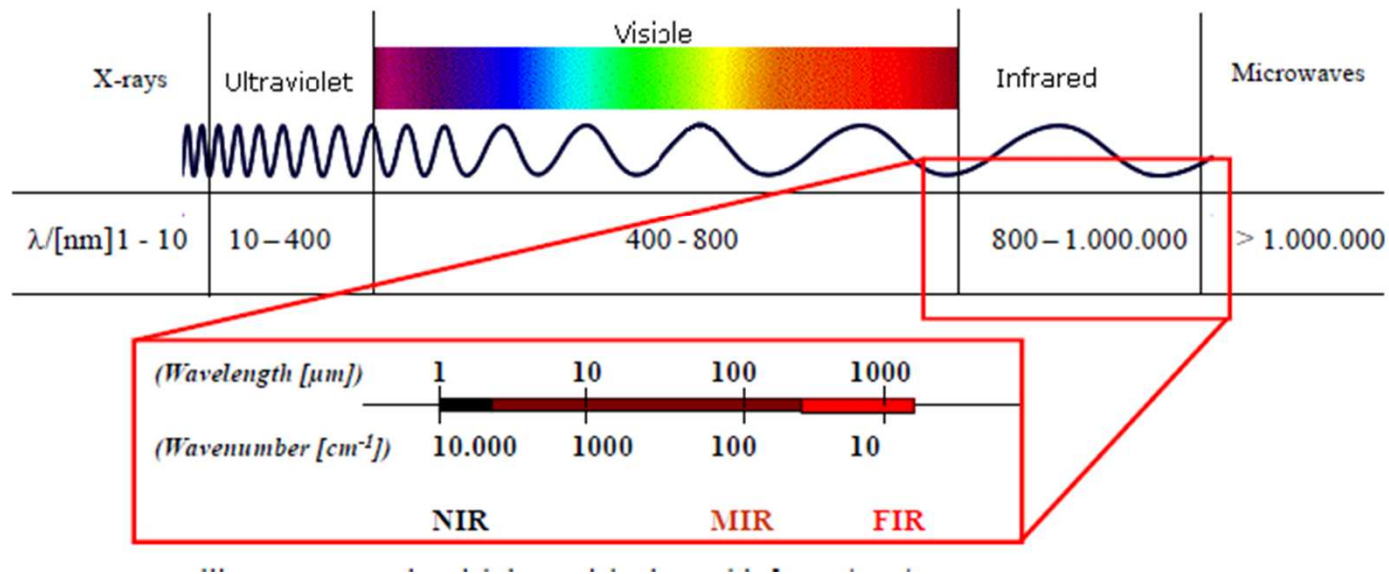 Visible
X-rays
Ultraviolet
Infrared
Microwaves
λ/[nm] 1 - 10
10 – 400
400 - 800
800 – 1.000.000
> 1.000.000
(Wavelength [μm]) 1 10 100 1000
(Wavenumber [cm-1]) 10.000 1000 100 10
NIR MIR FIR